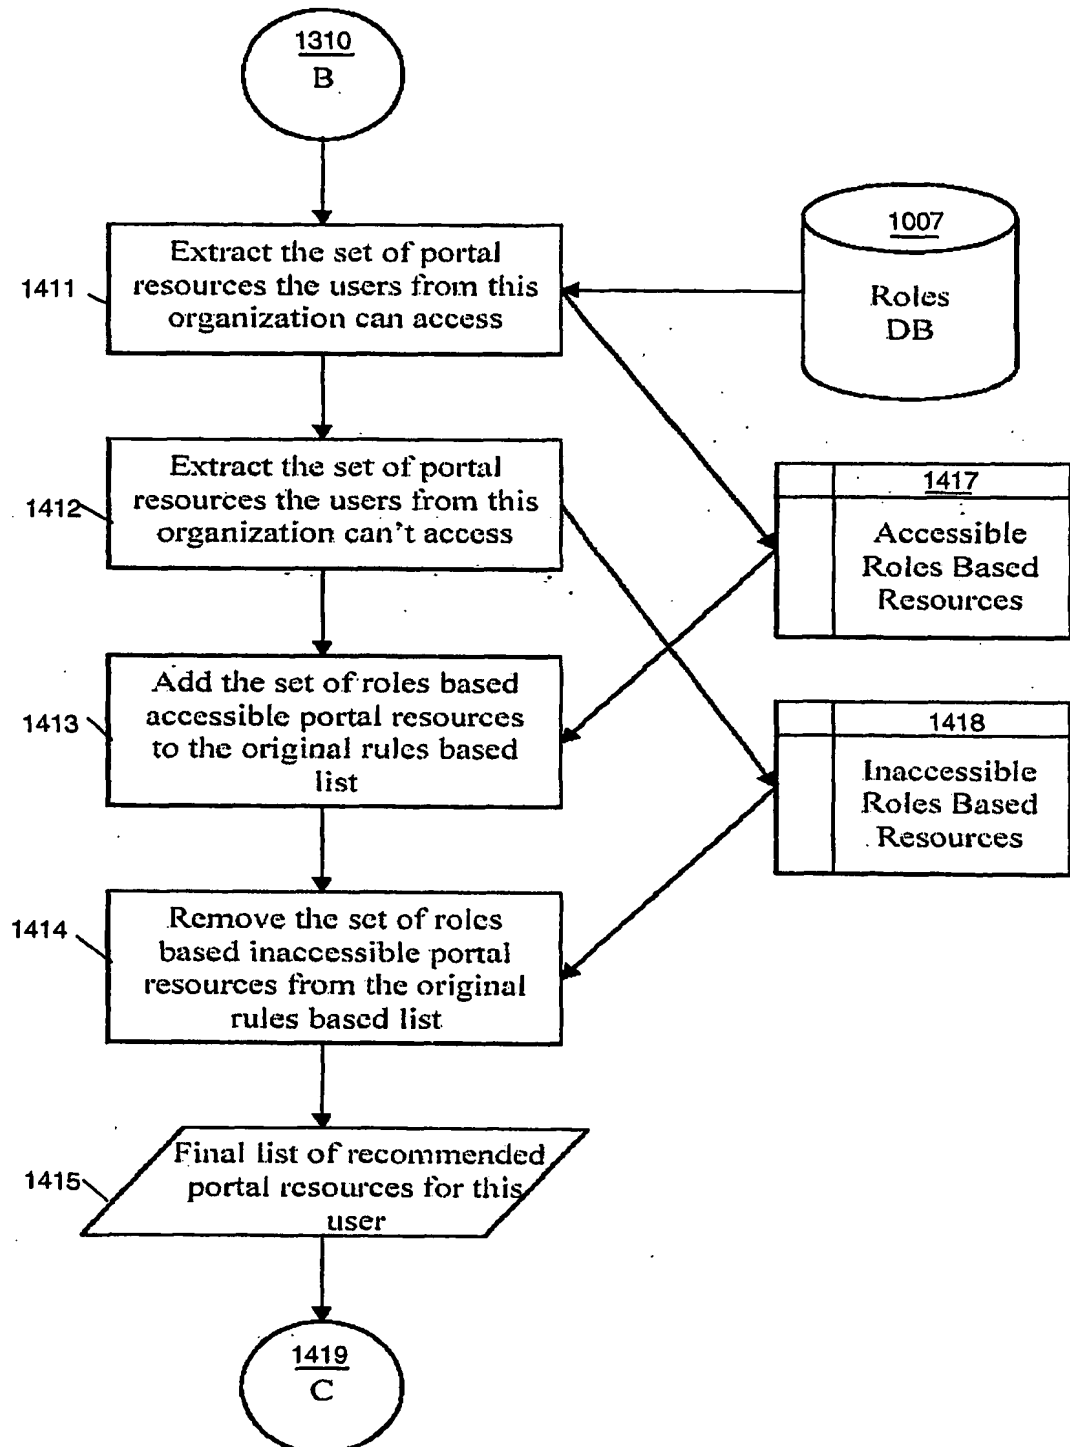 1310
B
1411
Extract the set of portal
resources the users from this
organization can access
1007
Roles
DB
1412
Extract the set of portal
resources the users from this
organization can't access
1417
Accessible
Roles Based
Resources
1413
Add the set of roles based
accessible portal resources
to the original rules based
list
1418
Inaccessible
Roles Based
Resources
1414
Remove the set of roles
based inaccessible portal
resources from the original
rules based list
1415
Final list of recommended
portal resources for this
user
1419
C